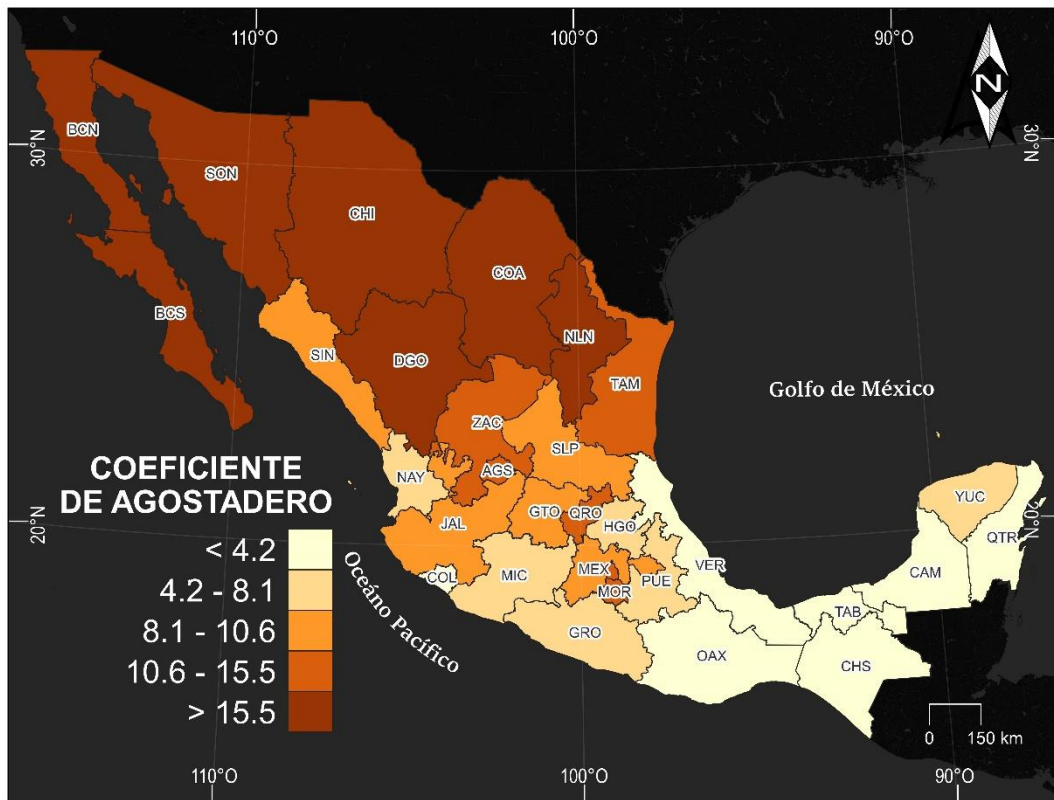 110°O
100°O
90°O
N
30°N
30°N
BCN
SON
CHI
COA
BCS
NLN
SIN
DGO
TAM
Golfo de México
ZAC
SLP
AGS
NAY
COEFICIENTE
DE AGOSTADERO
YUC
GTO
QRO
JAL
HGO
20°N
20°N
QTR
< 4.2
VER
MEX
COL
MIC
PUE
CAM
4.2 - 8.1
MOR
Oceáno Pacífico
TAB
8.1 - 10.6
GRO
OAX
CHS
10.6 - 15.5
> 15.5
0 150 km
110°O
100°O
90°O